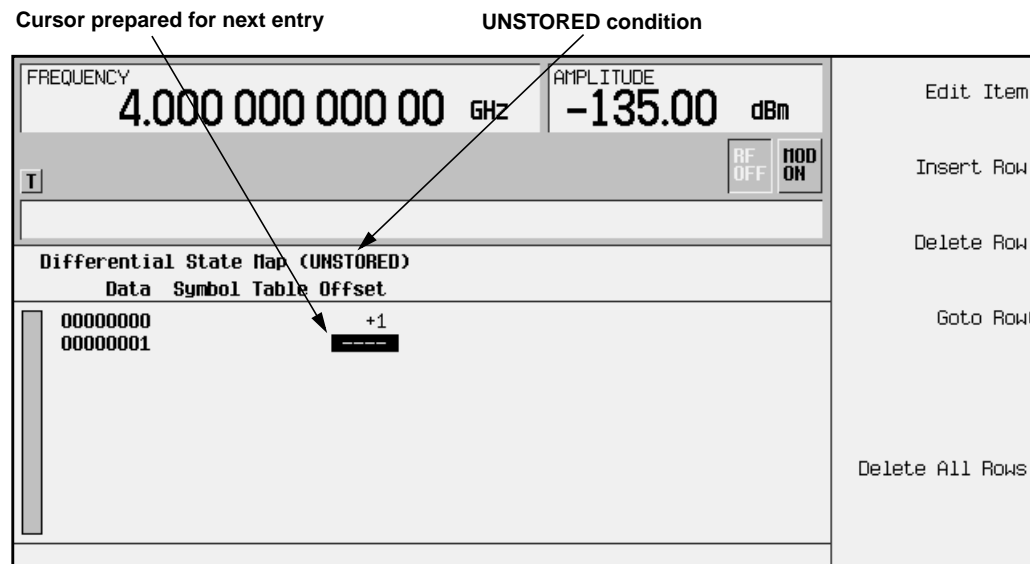 Cursor prepared for next entry
UNSTORED condition
FREQUENCY
4.000 000 000 00 GHz
AMPLITUDE
-135.00 dBm
RF OFF
MOD ON
T
Differential State Map (UNSTORED)
Data Symbol Table Offset
00000000 +1
00000001 ----
Edit Item
Insert Row
Delete Row
Goto Row
Delete All Rows